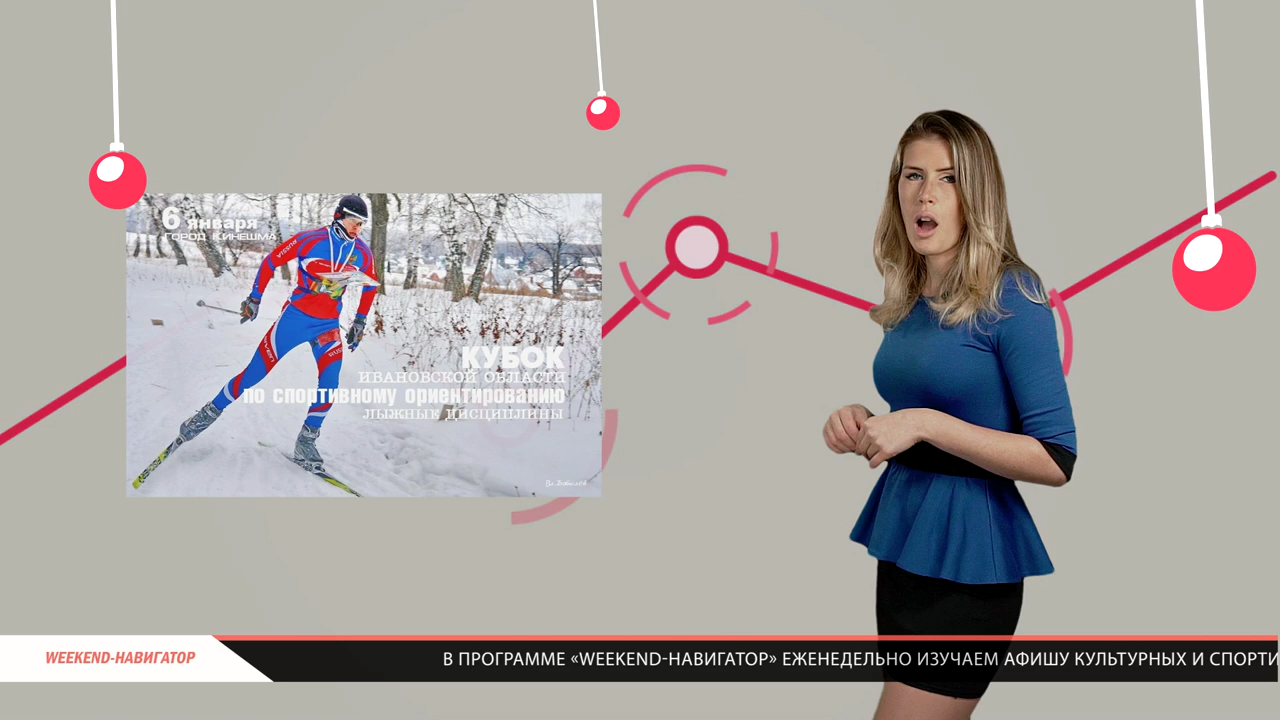 6 января
ГОРОД КИНЕШМА
RUSSIA
КУБОК
ИВАНОВСКОЙ ОБЛАСТИ
по спортивному ориентированию
ЛЫЖНЫЕ ДИСЦИПЛИНЫ
WEEKEND-НАВИГАТОР
В ПРОГРАММЕ «WEEKEND-НАВИГАТОР» ЕЖЕНЕДЕЛЬНО ИЗУЧАЕМ АФИШУ КУЛЬТУРНЫХ И СПОРТИ